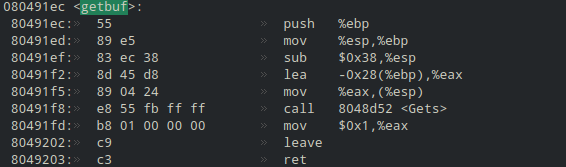 080491ec <getbuf>:
80491ec:» 55 » push %ebp
80491ed:» 89 e5 » mov %esp,%ebp
80491ef:» 83 ec 38 » sub $0x38,%esp
80491f2:» 8d 45 d8 » lea -0x28(%ebp),%eax
80491f5:» 89 04 24 » mov %eax,(%esp)
80491f8:» e8 55 fb ff ff » call 8048d52 <Gets>
80491fd:» b8 01 00 00 00 » mov $0x1,%eax
8049202:» c9 » leave
8049203:» c3 » ret